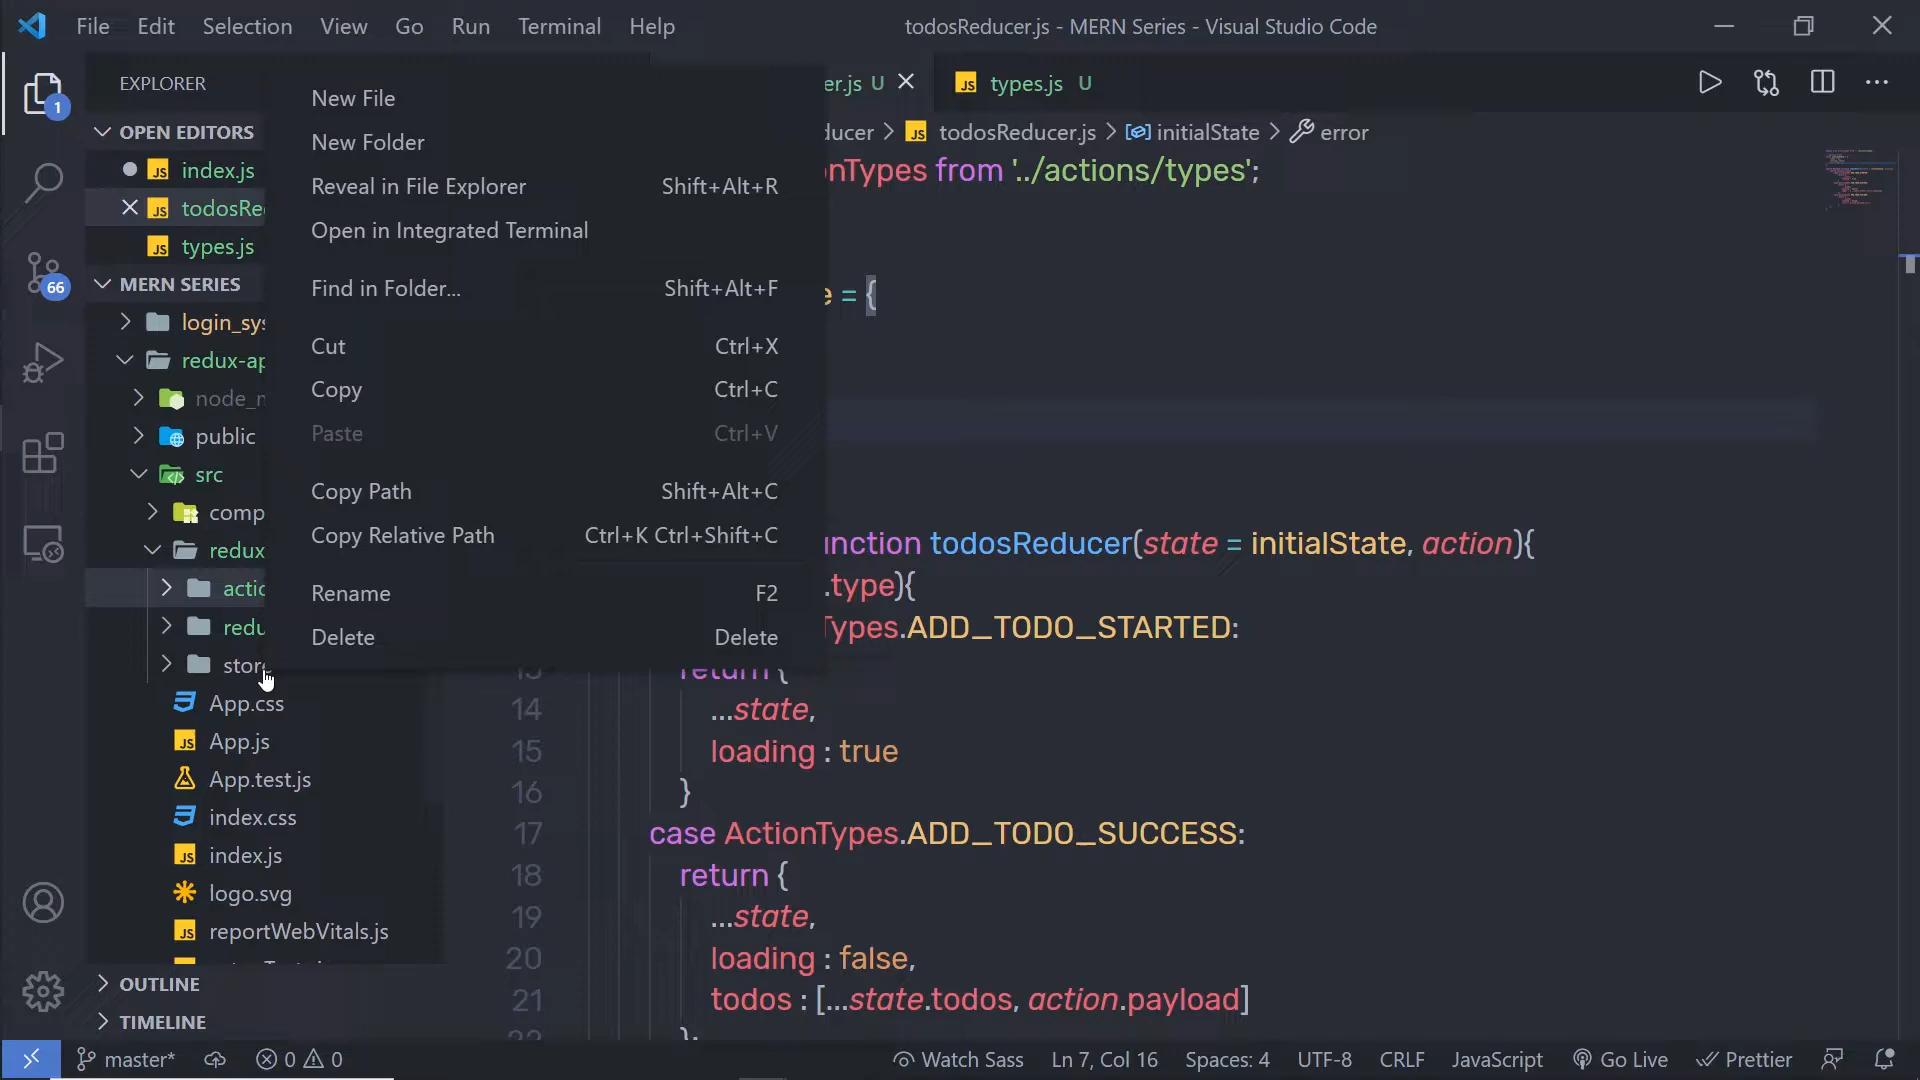 File Edit Selection View Go Run Terminal Help
todosReducer.js - MERN Series - Visual Studio Code
EXPLORER
1
OPEN EDITORS
index.js
todosRe
types.js
66
MERN SERIES
login_sys
redux-ap
node_m
public
src
comp
redux
actio
redu
stor
App.css
App.js
App.test.js
index.css
index.js
logo.svg
reportWebVitals.js
OUTLINE
TIMELINE
New File
New Folder
Reveal in File Explorer Shift+Alt+R
Open in Integrated Terminal
Find in Folder... Shift+Alt+F
Cut Ctrl+X
Copy Ctrl+C
Paste Ctrl+V
Copy Path Shift+Alt+C
Copy Relative Path Ctrl+K Ctrl+Shift+C
Rename F2
Delete Delete
er.js U types.js U
ducer > todosReducer.js > initialState > error
onTypes from '../actions/types';
e = {
unction todosReducer(state = initialState, action){
.type){
Types.ADD_TODO_STARTED:
return {
14 ...state,
15 loading : true
16 }
17 case ActionTypes.ADD_TODO_SUCCESS:
18 return {
19 ...state,
20 loading : false,
21 todos : [...state.todos, action.payload]
};
master* 0 0 Watch Sass Ln 7, Col 16 Spaces: 4 UTF-8 CRLF JavaScript Go Live Prettier